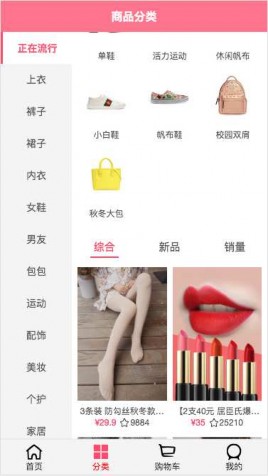 商品分类
正在流行
上衣
裤子
裙子
内衣
女鞋
男友
包包
运动
配饰
美妆
个护
家居
单鞋 活力运动 休闲帆布
小白鞋 帆布鞋 校园双肩
秋冬大包
综合 新品 销量
3条装 防勾丝秋冬款...
¥29.9 ☆9884
【2支40元 屈臣氏爆...
¥35 ☆25210
首页 分类 购物车 我的